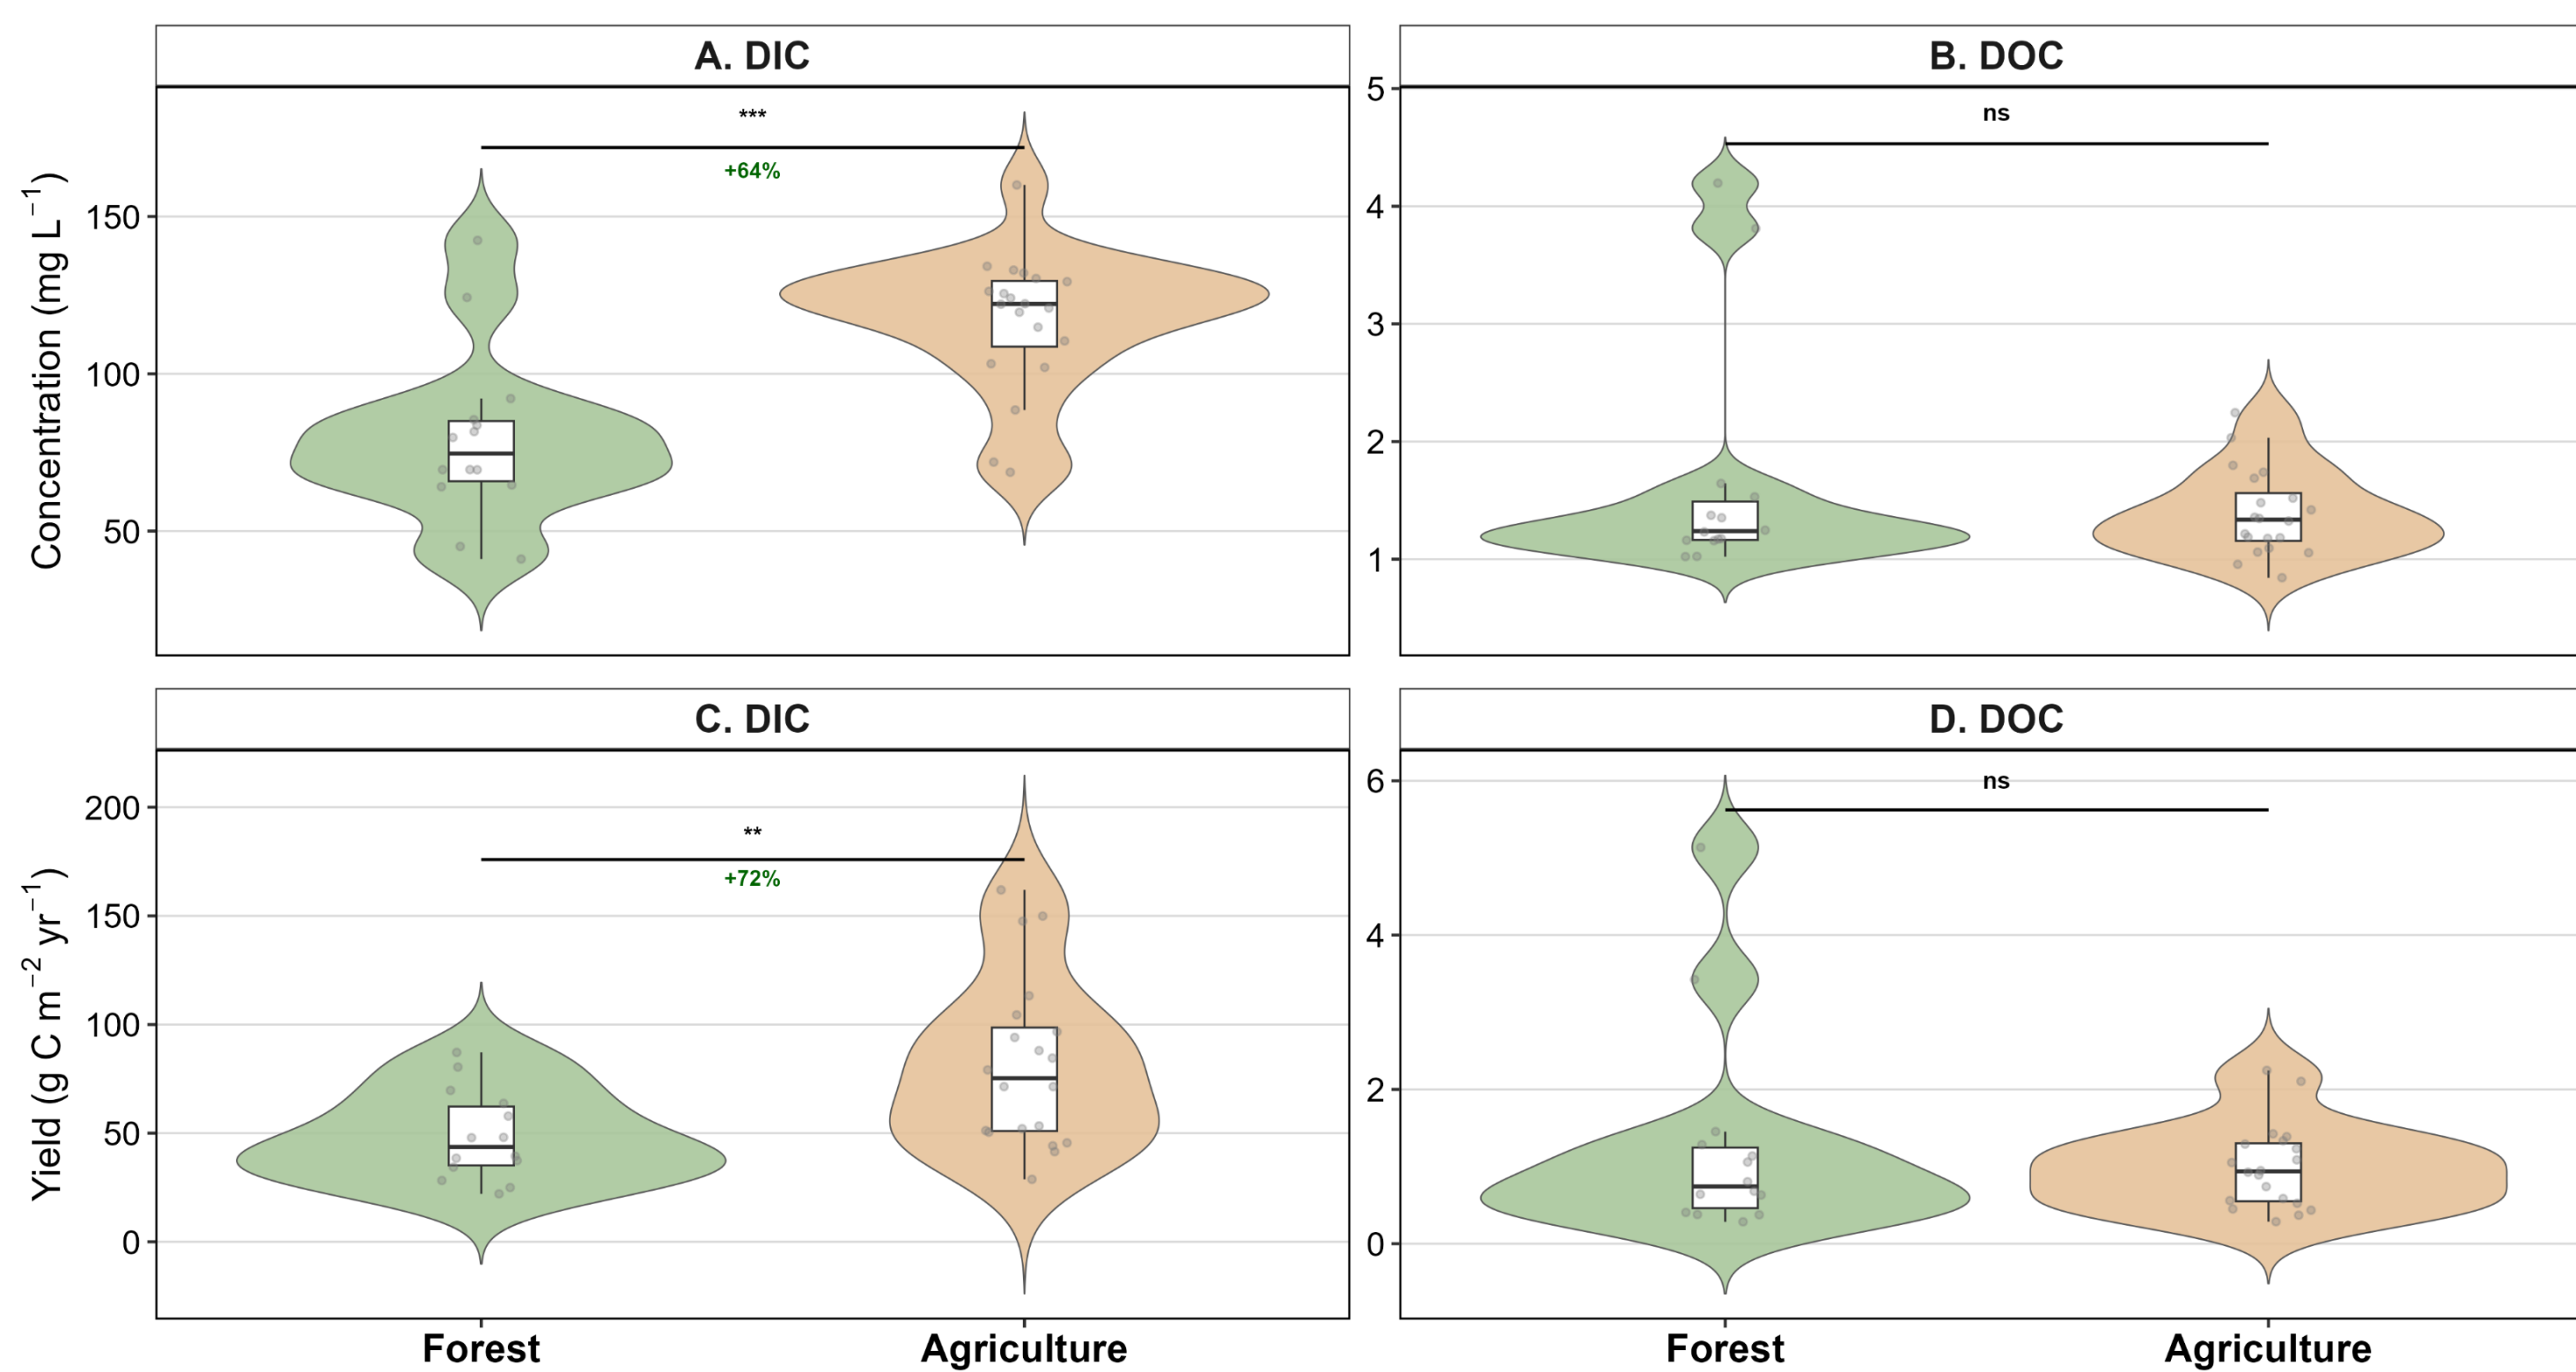 A. DIC
B. DOC
Concentration (mg L⁻¹)
150
100
50
***
+64%
5
4
3
2
1
ns
C. DIC
D. DOC
Yield (g C m⁻² yr⁻¹)
200
150
100
50
0
**
+72%
6
4
2
0
ns
Forest
Agriculture
Forest
Agriculture